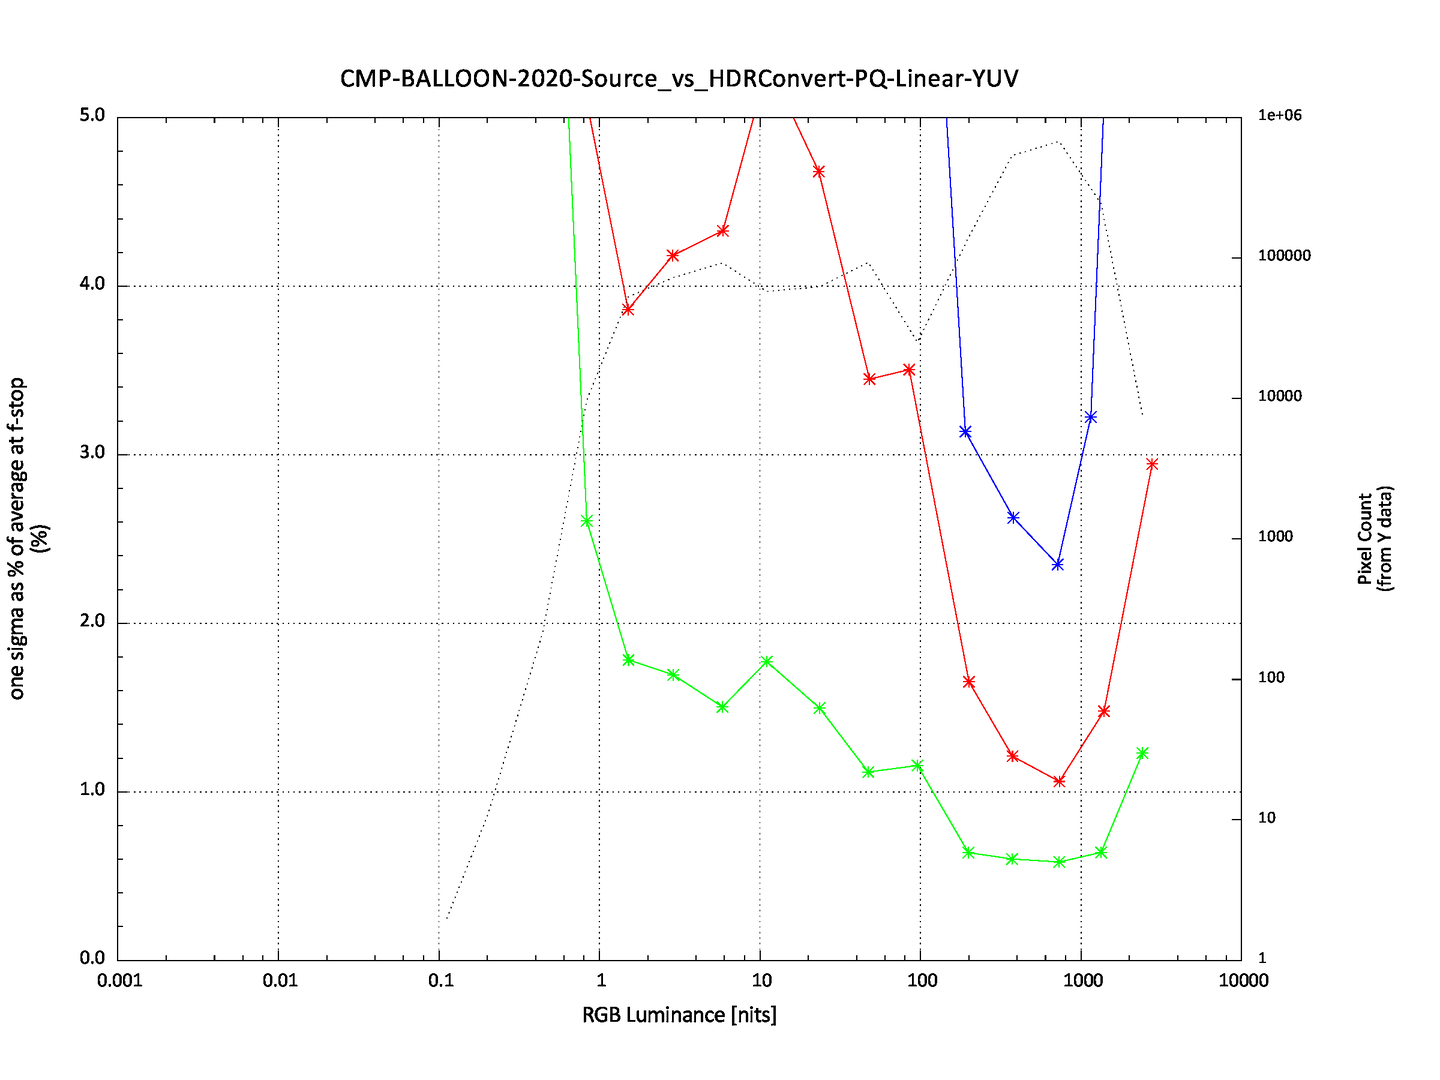 CMP-BALLOON-2020-Source_vs_HDRConvert-PQ-Linear-YUV
5.0
4.0
3.0
2.0
1.0
0.0
one sigma as % of average at f-stop
(%)
1e+06
100000
10000
1000
100
10
1
Pixel Count
(from Y data)
0.001 0.01 0.1 1 10 100 1000 10000
RGB Luminance [nits]